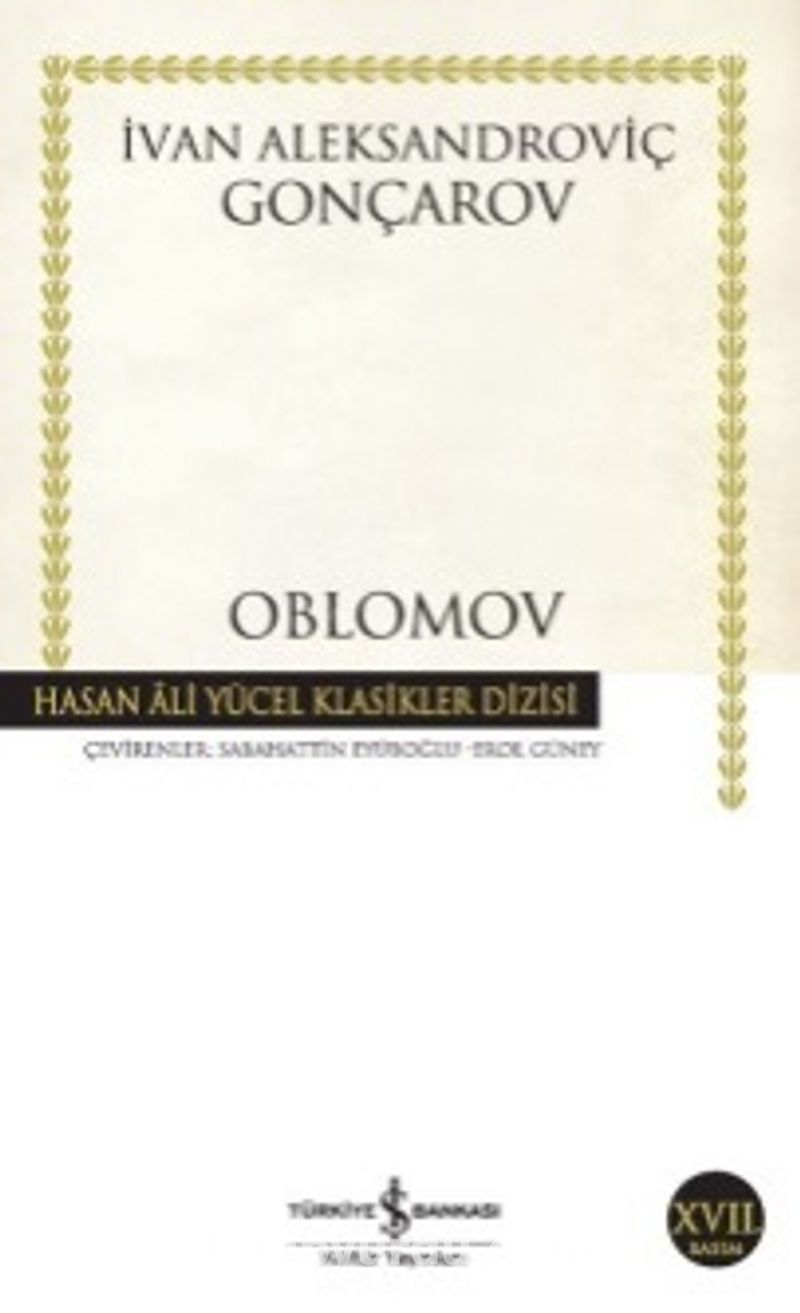 İVAN ALEKSANDROVİÇ
GONÇAROV
OBLOMOV
HASAN ÂLİ YÜCEL KLASİKLER DİZİSİ
ÇEVİRENLER: SABAHATTİN EYÜBOĞLU -EROL GÜNEY
TÜRKİYE İŞ BANKASI
XVII.
BASIM